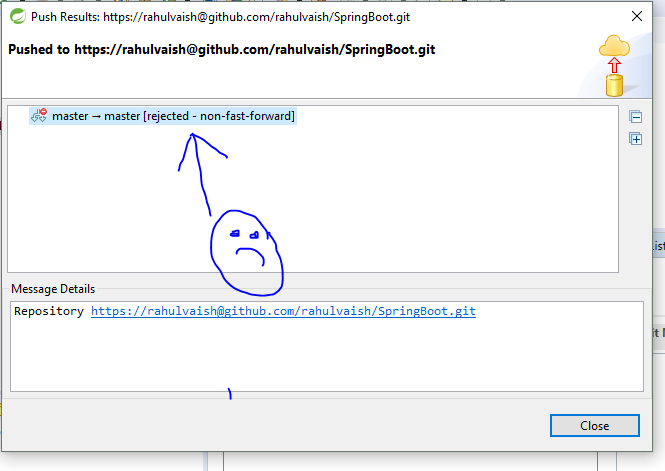 Push Results: https://rahulvaish@github.com/rahulvaish/SpringBoot.git
Pushed to https://rahulvaish@github.com/rahulvaish/SpringBoot.git
master → master [rejected - non-fast-forward]
Message Details
Repository https://rahulvaish@github.com/rahulvaish/SpringBoot.git
Close